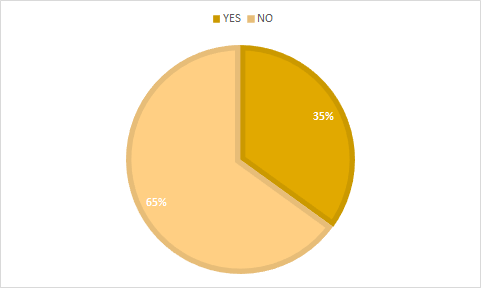 YES NO
35%
65%